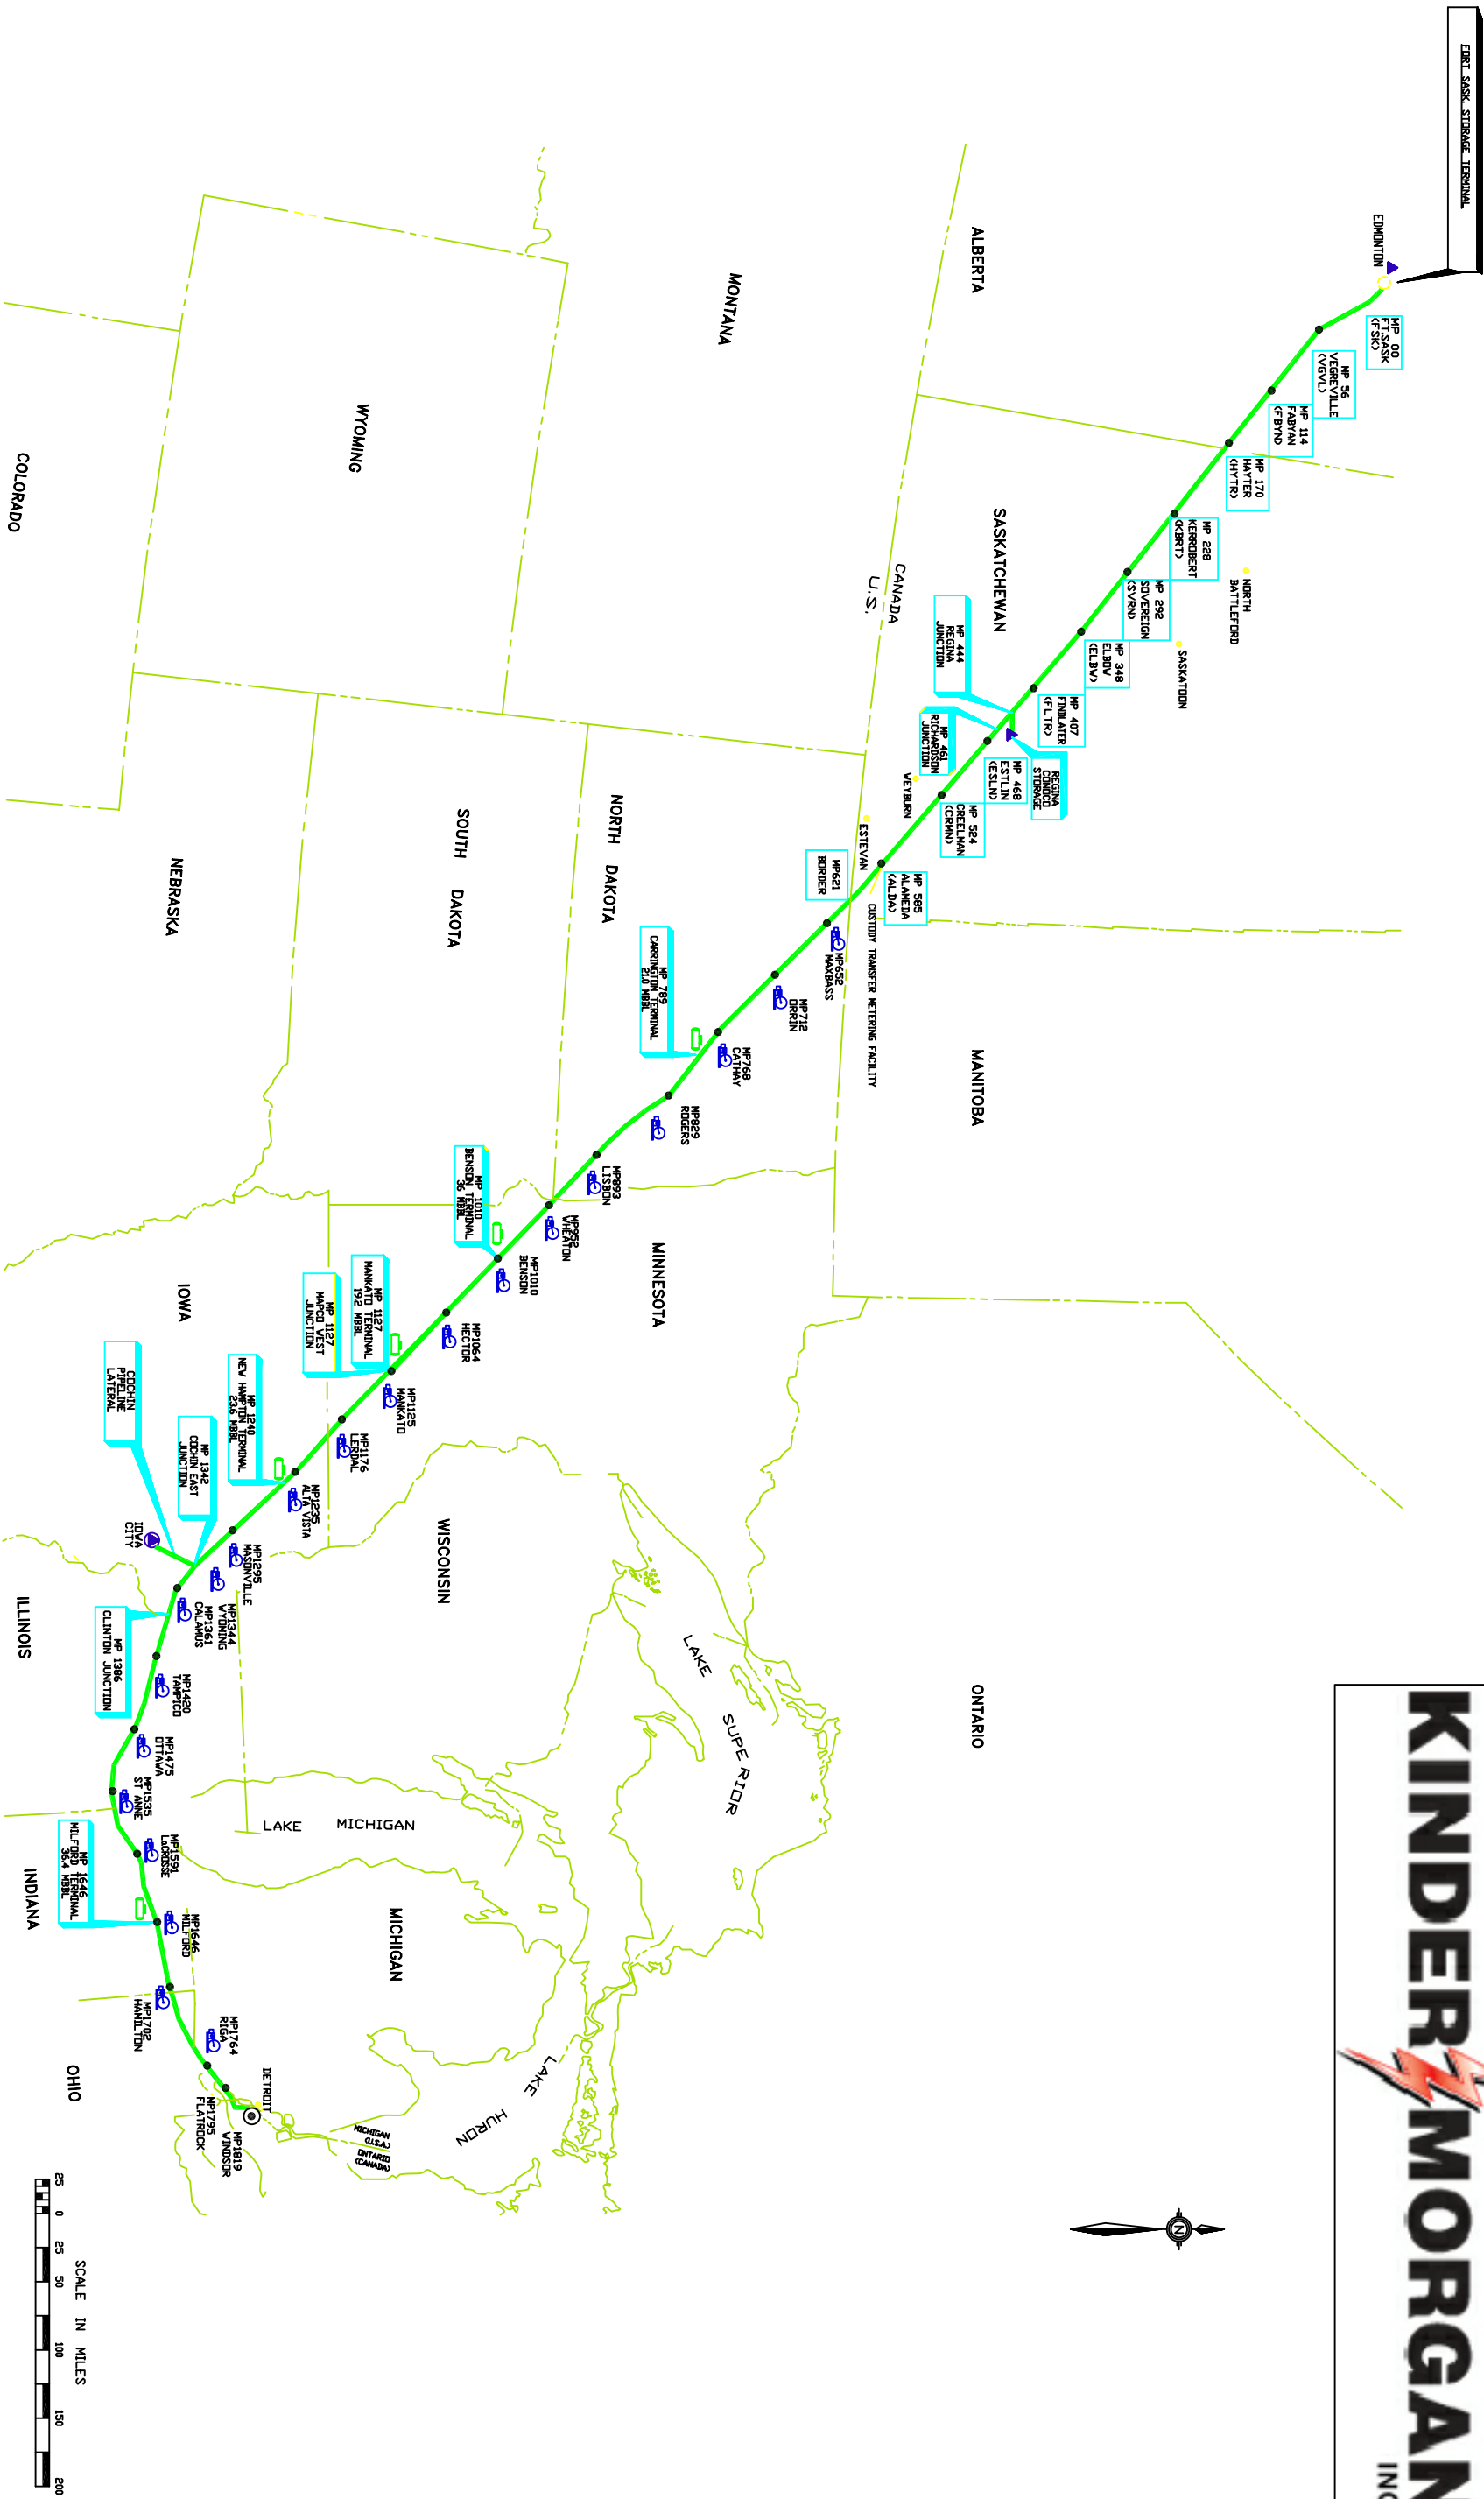 FORT SASK. STORAGE TERMINAL
EDMONTON
MP 00
FT.SASK
(FSK)
MP 56
VEGREVILLE
(VGVL)
MP 114
FABYAN
(FBYN)
MP 170
HAYTER
(HYTR)
MP 228
KERROBERT
(KBRT)
NORTH
BATTLEFORD
MP 292
SOVEREIGN
(SVRN)
SASKATOON
MP 348
ELBOW
(ELBW)
MP 407
FINDLATER
(FLTR)
MP 444
REGINA
JUNCTION
MP 461
RICHARDSON
JUNCTION
REGINA
CONOCO
STORAGE
MP 468
ESTLIN
(ESLN)
WEYBURN
MP 524
CREELMAN
(CRMN)
ESTEVAN
MP 585
ALAMEDA
(ALDA)
CUSTODY TRANSFER METERING FACILITY
MP621
BORDER
ALBERTA
SASKATCHEWAN
MANITOBA
ONTARIO
CANADA
U.S.
MONTANA
WYOMING
COLORADO
NORTH DAKOTA
SOUTH DAKOTA
NEBRASKA
MINNESOTA
IOWA
WISCONSIN
ILLINOIS
MICHIGAN
INDIANA
OHIO
LAKE SUPERIOR
LAKE MICHIGAN
LAKE HURON
MP652
MAXBASS
MP712
ORRIN
MP768
CATHAY
MP 789
CARRINGTON TERMINAL
21.0 MBBL
MP829
ROGERS
MP893
LISBON
MP952
WHEATON
MP 1010
BENSON TERMINAL
36 MBBL
MP1010
BENSON
MP1064
HECTOR
MP 1127
MANKATO TERMINAL
19.2 MBBL
MP 1127
MAPCO WEST
JUNCTION
MP1125
MANKATO
MP1176
LERDAL
MP 1240
NEW HAMPTON TERMINAL
23.6 MBBL
MP1235
ALTA VISTA
MP1295
MASONVILLE
MP 1342
COCHIN EAST
JUNCTION
COCHIN
PIPELINE
LATERAL
IOWA
CITY
MP1344
WYOMING
MP1361
CALAMUS
MP 1386
CLINTON JUNCTION
MP1420
TAMPICO
MP1475
OTTAWA
MP1535
ST ANNE
MP1591
LaCROSSE
MP 1646
MILFORD TERMINAL
36.4 MBBL
MP1646
MILFORD
MP1702
HAMILTON
MP1764
RIGA
MP1795
FLATROCK
MP1819
WINDSOR
DETROIT
MICHIGAN
(U.S.A.)
ONTARIO
(CANADA)
N
KINDER MORGAN
INC
SCALE IN MILES
25 0 25 50 100 150 200